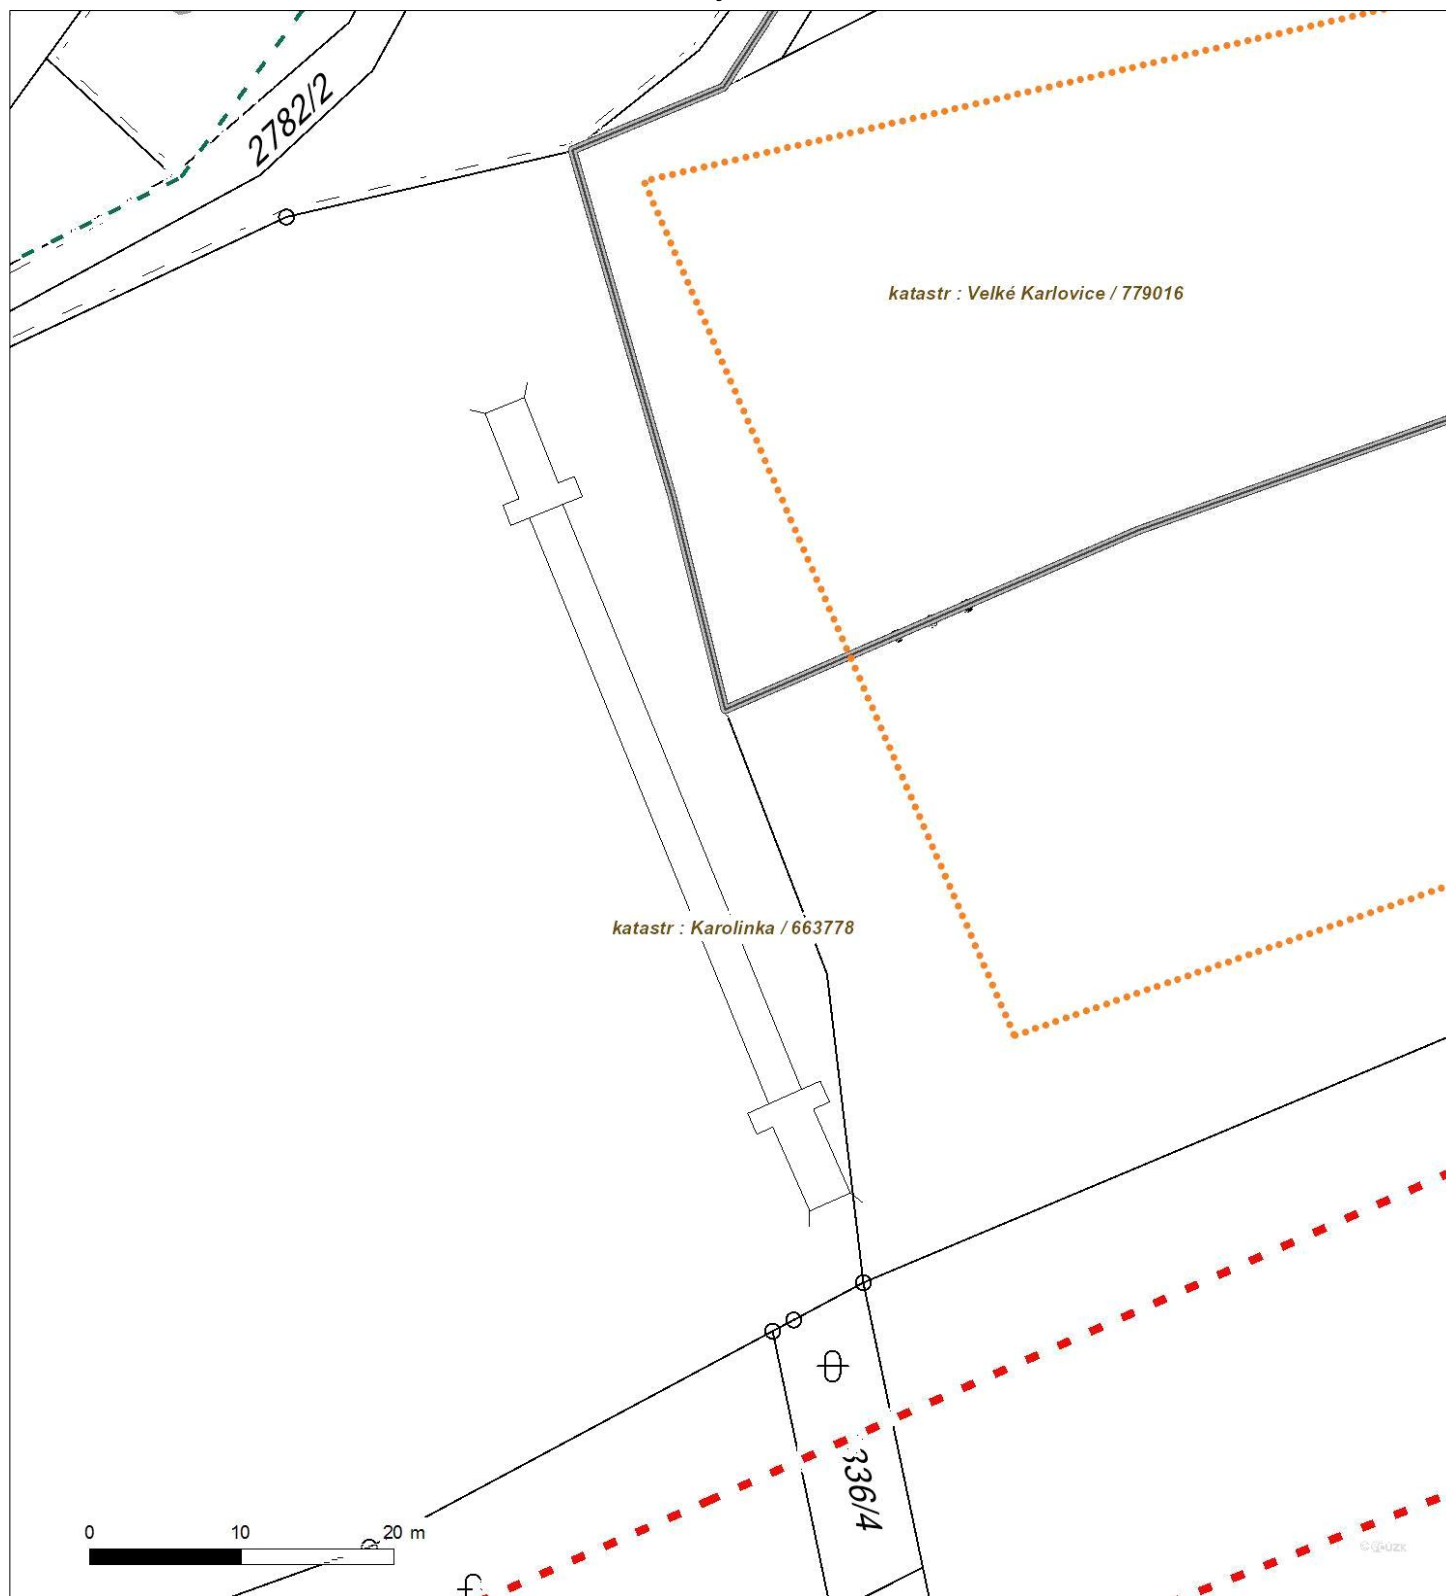 2782/2
katastr : Velké Karlovice / 779016
katastr : Karolinka / 663778
336/4
0 10 20 m